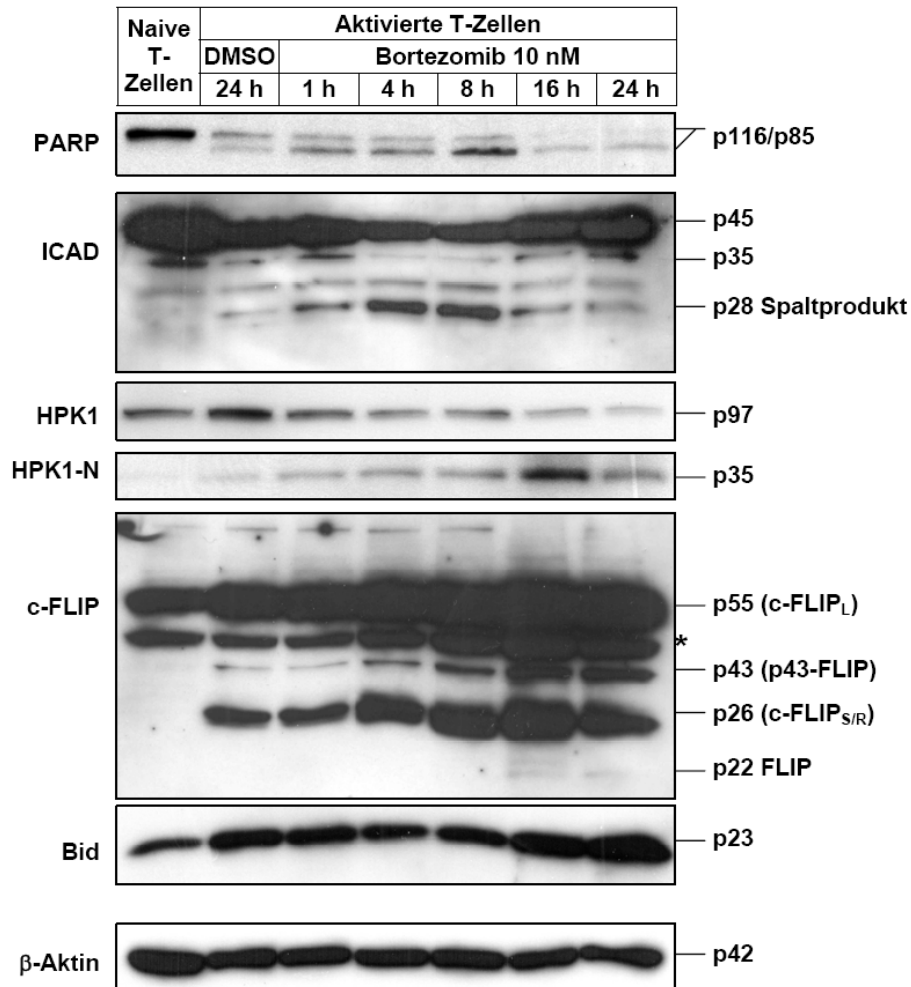 Naive
T-
Zellen
Aktivierte T-Zellen
DMSO
Bortezomib 10 nM
24 h
1 h
4 h
8 h
16 h
24 h
PARP
p116/p85
ICAD
p45
p35
p28 Spaltprodukt
HPK1
p97
HPK1-N
p35
c-FLIP
p55 (c-FLIPL)
*
p43 (p43-FLIP)
p26 (c-FLIPS/R)
p22 FLIP
Bid
p23
β-Aktin
p42